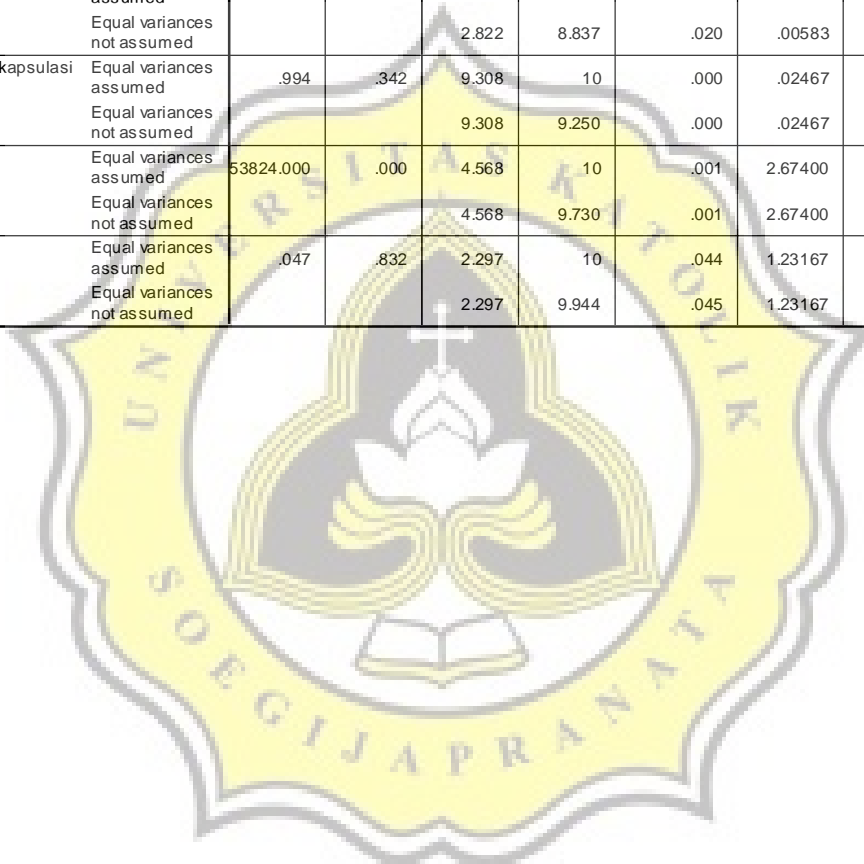 assumed
Equal variances
not assumed 2.822 8.837 .020 .00583
kapsulasi Equal variances
assumed .994 .342 9.308 10 .000 .02467
Equal variances
not assumed 9.308 9.250 .000 .02467
Equal variances
assumed 53824.000 .000 4.568 10 .001 2.67400
Equal variances
not assumed 4.568 9.730 .001 2.67400
Equal variances
assumed .047 .832 2.297 10 .044 1.23167
Equal variances
not assumed 2.297 9.944 .045 1.23167
UNIVERSITAS KATOLIK
SOEGIJAPRANATA